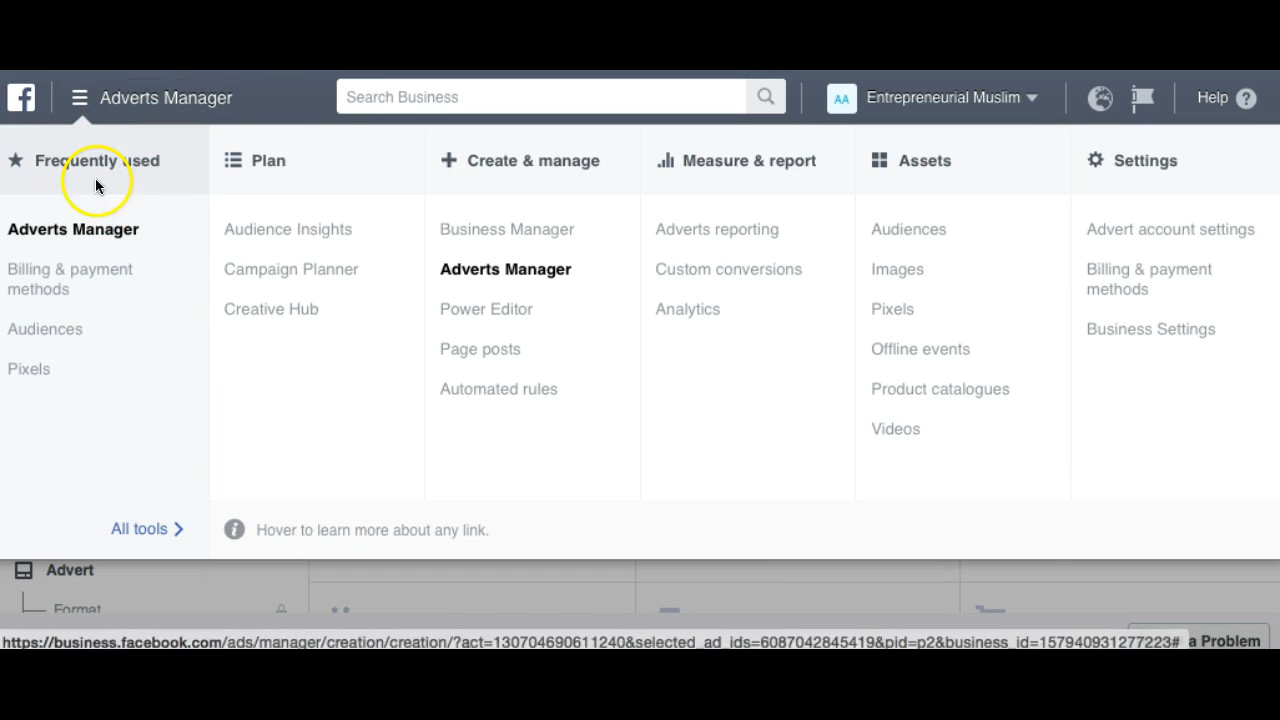 Adverts Manager
Search Business
AA
Entrepreneurial Muslim
Help
Frequently used
Adverts Manager
Billing & payment
methods
Audiences
Pixels
All tools
Plan
Audience Insights
Campaign Planner
Creative Hub
Create & manage
Business Manager
Adverts Manager
Power Editor
Page posts
Automated rules
Measure & report
Adverts reporting
Custom conversions
Analytics
Assets
Audiences
Images
Pixels
Offline events
Product catalogues
Videos
Settings
Advert account settings
Billing & payment
methods
Business Settings
Hover to learn more about any link.
Advert
Format
https://business.facebook.com/ads/manager/creation/creation/?act=130704690611240&selected_ad_ids=6087042845419&pid=p2&business_id=157940931277223#
a Problem